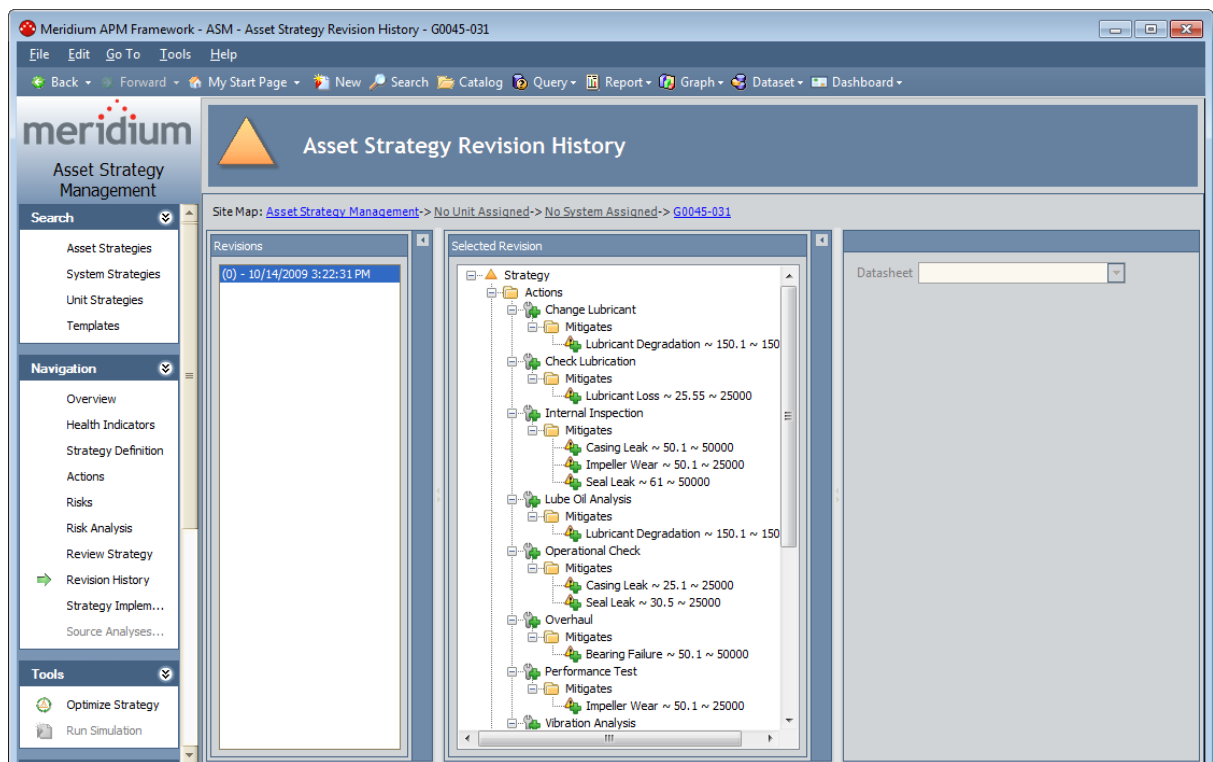 Meridium APM Framework - ASM - Asset Strategy Revision History - G0045-031
File Edit Go To Tools Help
Back Forward My Start Page New Search Catalog Query Report Graph Dataset Dashboard
meridium
Asset Strategy
Management
Asset Strategy Revision History
Site Map: Asset Strategy Management-> No Unit Assigned-> No System Assigned-> G0045-031
Search
Asset Strategies
System Strategies
Unit Strategies
Templates
Navigation
Overview
Health Indicators
Strategy Definition
Actions
Risks
Risk Analysis
Review Strategy
Revision History
Strategy Implem...
Source Analyses...
Tools
Optimize Strategy
Run Simulation
Revisions
(0) - 10/14/2009 3:22:31 PM
Selected Revision
Strategy
Actions
Change Lubricant
Mitigates
Lubricant Degradation ~ 150.1 ~ 150
Check Lubrication
Mitigates
Lubricant Loss ~ 25.55 ~ 25000
Internal Inspection
Mitigates
Casing Leak ~ 50.1 ~ 50000
Impeller Wear ~ 50.1 ~ 25000
Seal Leak ~ 61 ~ 50000
Lube Oil Analysis
Mitigates
Lubricant Degradation ~ 150.1 ~ 150
Operational Check
Mitigates
Casing Leak ~ 25.1 ~ 25000
Seal Leak ~ 30.5 ~ 25000
Overhaul
Mitigates
Bearing Failure ~ 50.1 ~ 50000
Performance Test
Mitigates
Impeller Wear ~ 50.1 ~ 25000
Vibration Analysis
Datasheet